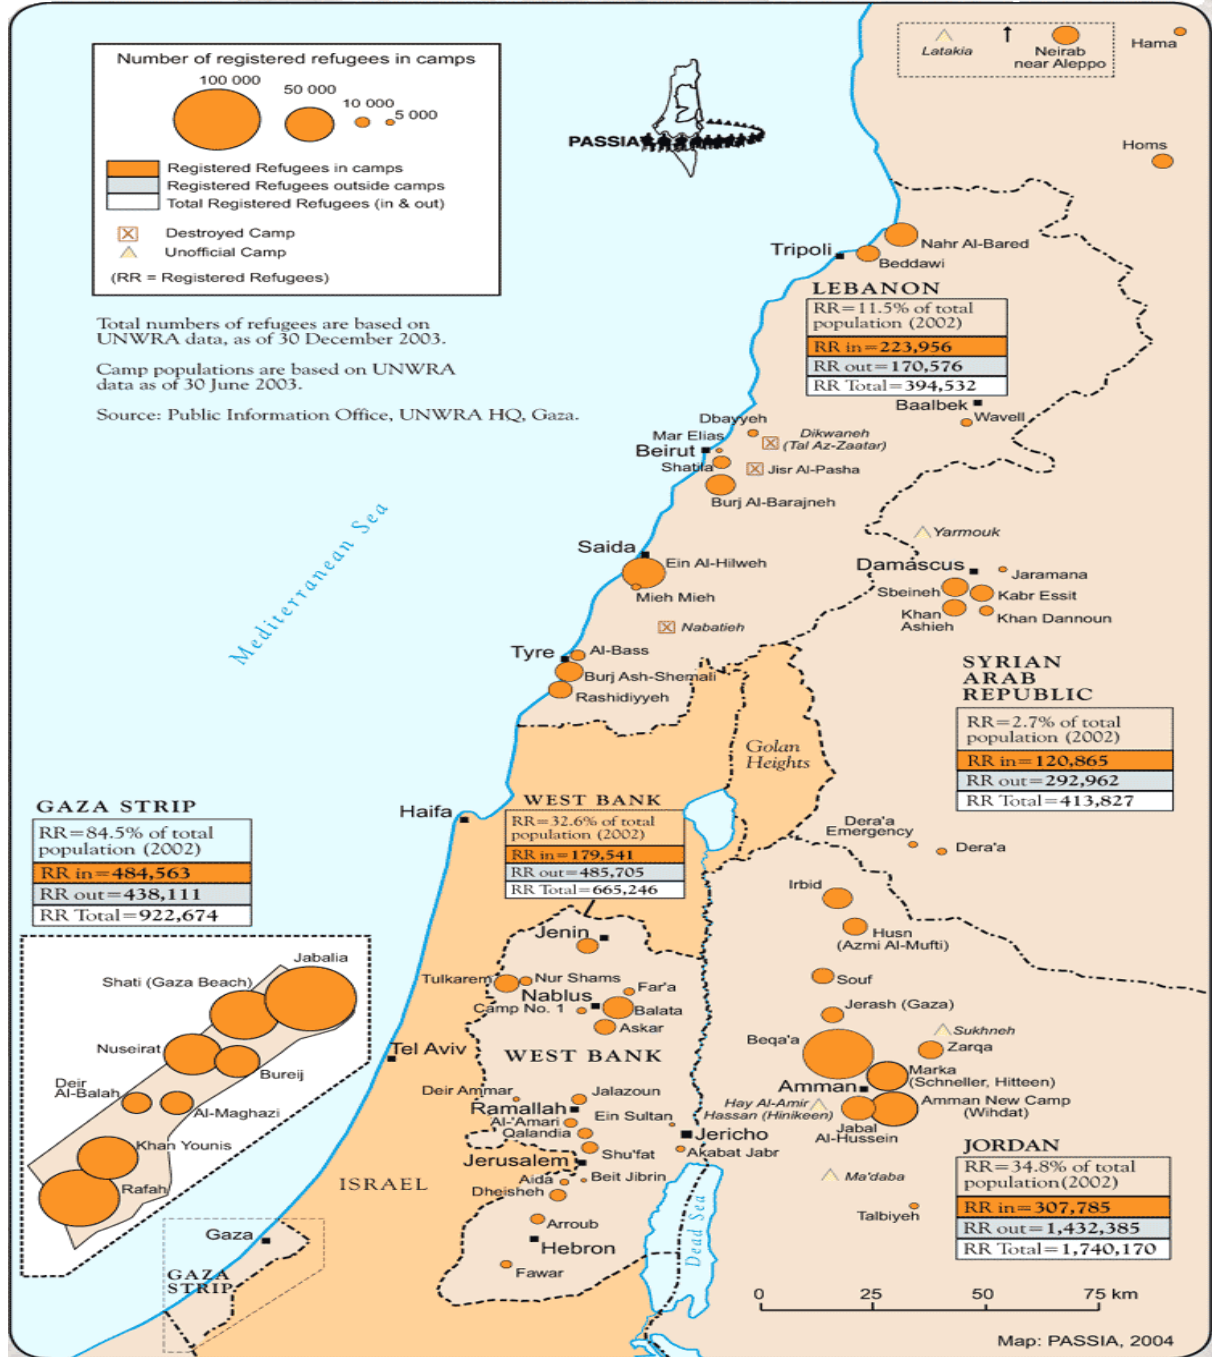 Number of registered refugees in camps
100 000
50 000
10 000
5 000
Registered Refugees in camps
Registered Refugees outside camps
Total Registered Refugees (in & out)
Destroyed Camp
Unofficial Camp
(RR = Registered Refugees)
Total numbers of refugees are based on
UNWRA data, as of 30 December 2003.
Camp populations are based on UNWRA
data as of 30 June 2003.
Source: Public Information Office, UNWRA HQ, Gaza.
PASSIA
Latakia
Neirab
near Aleppo
Hama
Homs
Tripoli
Nahr Al-Bared
Beddawi
LEBANON
RR=11.5% of total
population (2002)
RR in=223,956
RR out=170,576
RR Total=394,532
Baalbek
Wavell
Dbayyeh
Mar Elias
Beirut
Shatila
Dikwaneh
(Tal Az-Zaatar)
Jisr Al-Pasha
Burj Al-Barajneh
Mediterranean Sea
Saida
Ein Al-Hilweh
Mieh Mieh
Nabatieh
Tyre
Al-Bass
Burj Ash-Shemali
Rashidiyyeh
Yarmouk
Damascus
Jaramana
Sbeineh
Kabr Essit
Khan
Ashieh
Khan Dannoun
SYRIAN
ARAB
REPUBLIC
RR=2.7% of total
population (2002)
RR in=120,865
RR out=292,962
RR Total=413,827
Golan
Heights
Haifa
GAZA STRIP
RR=84.5% of total
population (2002)
RR in=484,563
RR out=438,111
RR Total=922,674
WEST BANK
RR=32.6% of total
population (2002)
RR in=179,541
RR out=485,705
RR Total=665,246
Dera'a
Emergency
Dera'a
Irbid
Husn
(Azmi Al-Mufti)
Souf
Jerash (Gaza)
Beqa'a
Sukhneh
Zarqa
Marka
(Schneller, Hitteen)
Amman
Amman New Camp
(Wihdat)
Hay Al-Amir
Hassan (Hinikeen)
Jabal
Al-Hussein
Ma'daba
Talbiyeh
JORDAN
RR=34.8% of total
population(2002)
RR in=307,785
RR out=1,432,385
RR Total=1,740,170
Jenin
Tulkarem
Nur Shams
Nablus
Far'a
Camp No. 1
Balata
Askar
WEST BANK
Tel Aviv
Deir Ammar
Jalazoun
Ramallah
Ein Sultan
Al-'Amari
Qalandia
Jericho
Shu'fat
Akabat Jabr
Jerusalem
Aida
Beit Jibrin
Dheisheh
Arroub
Hebron
Fawar
ISRAEL
Dead Sea
Jabalia
Shati (Gaza Beach)
Nuseirat
Bureij
Deir
Al-Balah
Al-Maghazi
Khan Younis
Rafah
Gaza
GAZA
STRIP
0 25 50 75 km
Map: PASSIA, 2004